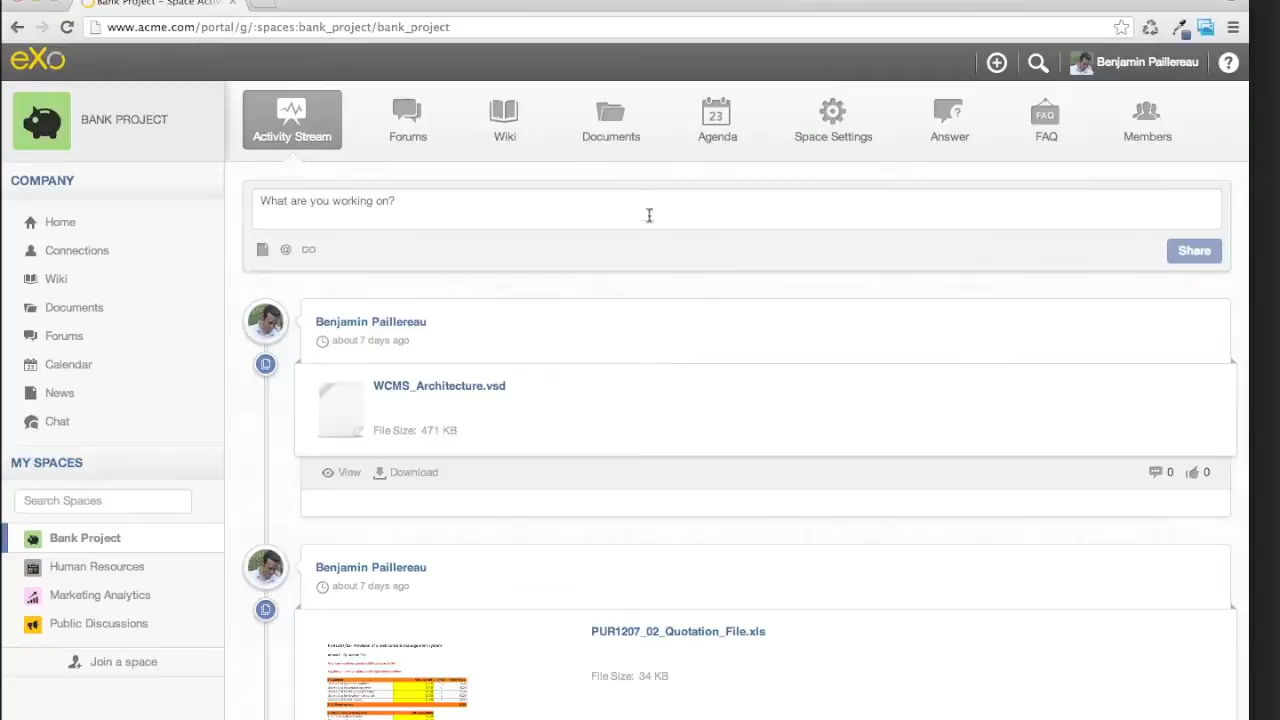 Bank Project – Space Activ
www.acme.com/portal/g/:spaces:bank_project/bank_project
eXo
Benjamin Paillereau
BANK PROJECT
Activity Stream
Forums
Wiki
23
Documents
Agenda
Space Settings
Answer
FAQ
FAQ
Members
COMPANY
Home
Connections
Wiki
Documents
Forums
Calendar
News
Chat
MY SPACES
Search Spaces
Bank Project
Human Resources
Marketing Analytics
Public Discussions
Join a space
What are you working on?
@
Share
Benjamin Paillereau
about 7 days ago
WCMS_Architecture.vsd
File Size: 471 KB
View
Download
0
0
Benjamin Paillereau
about 7 days ago
PUR1207_02_Quotation_File.xls
File Size: 34 KB